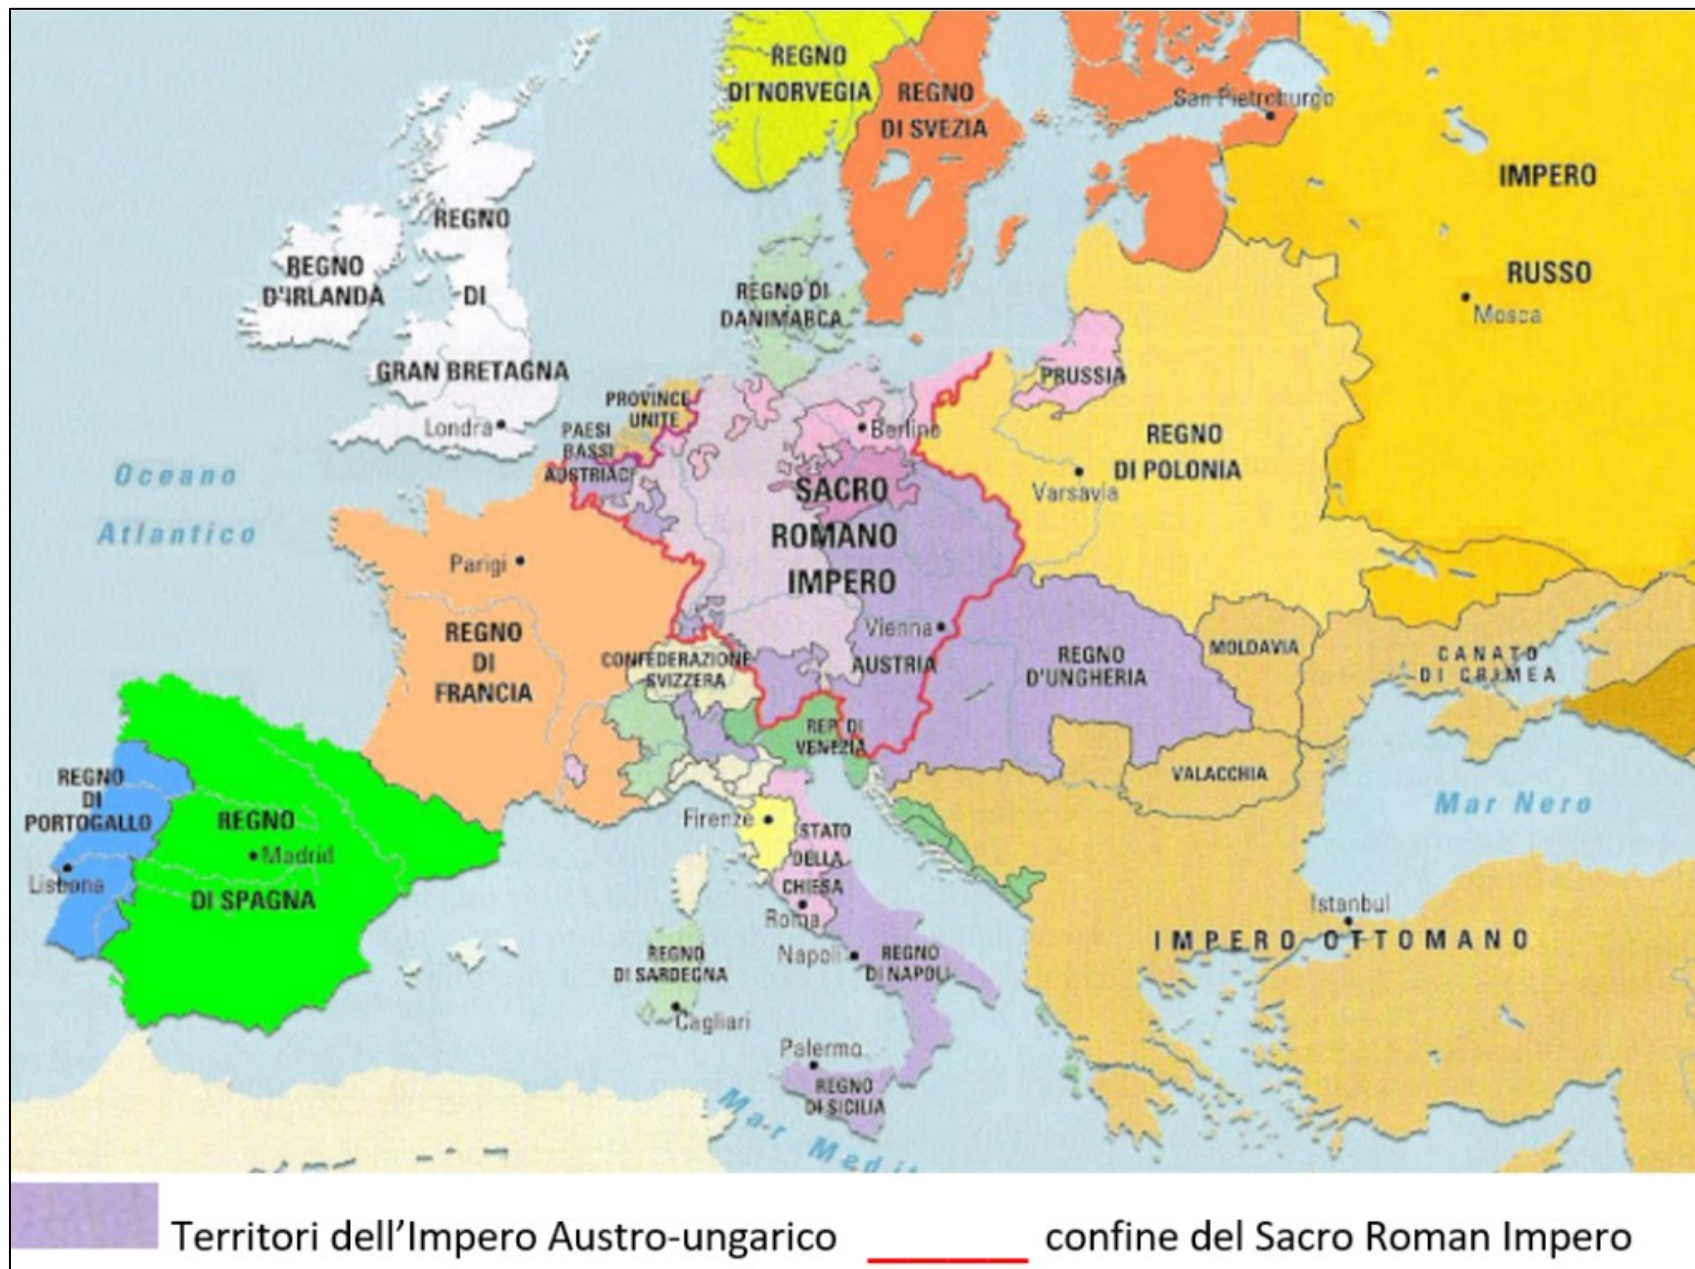 REGNO
DI NORVEGIA
REGNO
DI SVEZIA
San Pietroburgo
IMPERO
RUSSO
Mosca
REGNO
DI
GRAN BRETAGNA
Londra
REGNO
D'IRLANDA
REGNO DI
DANIMARCA
PROVINCE
UNITE
PAESI
BASSI
AUSTRIACI
Berlino
PRUSSIA
REGNO
DI POLONIA
Varsavia
Oceano
Atlantico
SACRO
ROMANO
IMPERO
Parigi
REGNO
DI
FRANCIA
CONFEDERAZIONE
SVIZZERA
Vienna
AUSTRIA
REGNO
D'UNGHERIA
MOLDAVIA
CANATO
DI CRIMEA
REP. DI
VENEZIA
VALACCHIA
Mar Nero
REGNO
DI
PORTOGALLO
Lisbona
REGNO
Madrid
DI SPAGNA
Firenze
STATO
DELLA
CHIESA
Roma
Napoli
REGNO
DI NAPOLI
REGNO
DI SARDEGNA
Cagliari
Istanbul
IMPERO OTTOMANO
Palermo
REGNO
DI SICILIA
Mar Medit
Territori dell’Impero Austro-ungarico
confine del Sacro Roman Impero